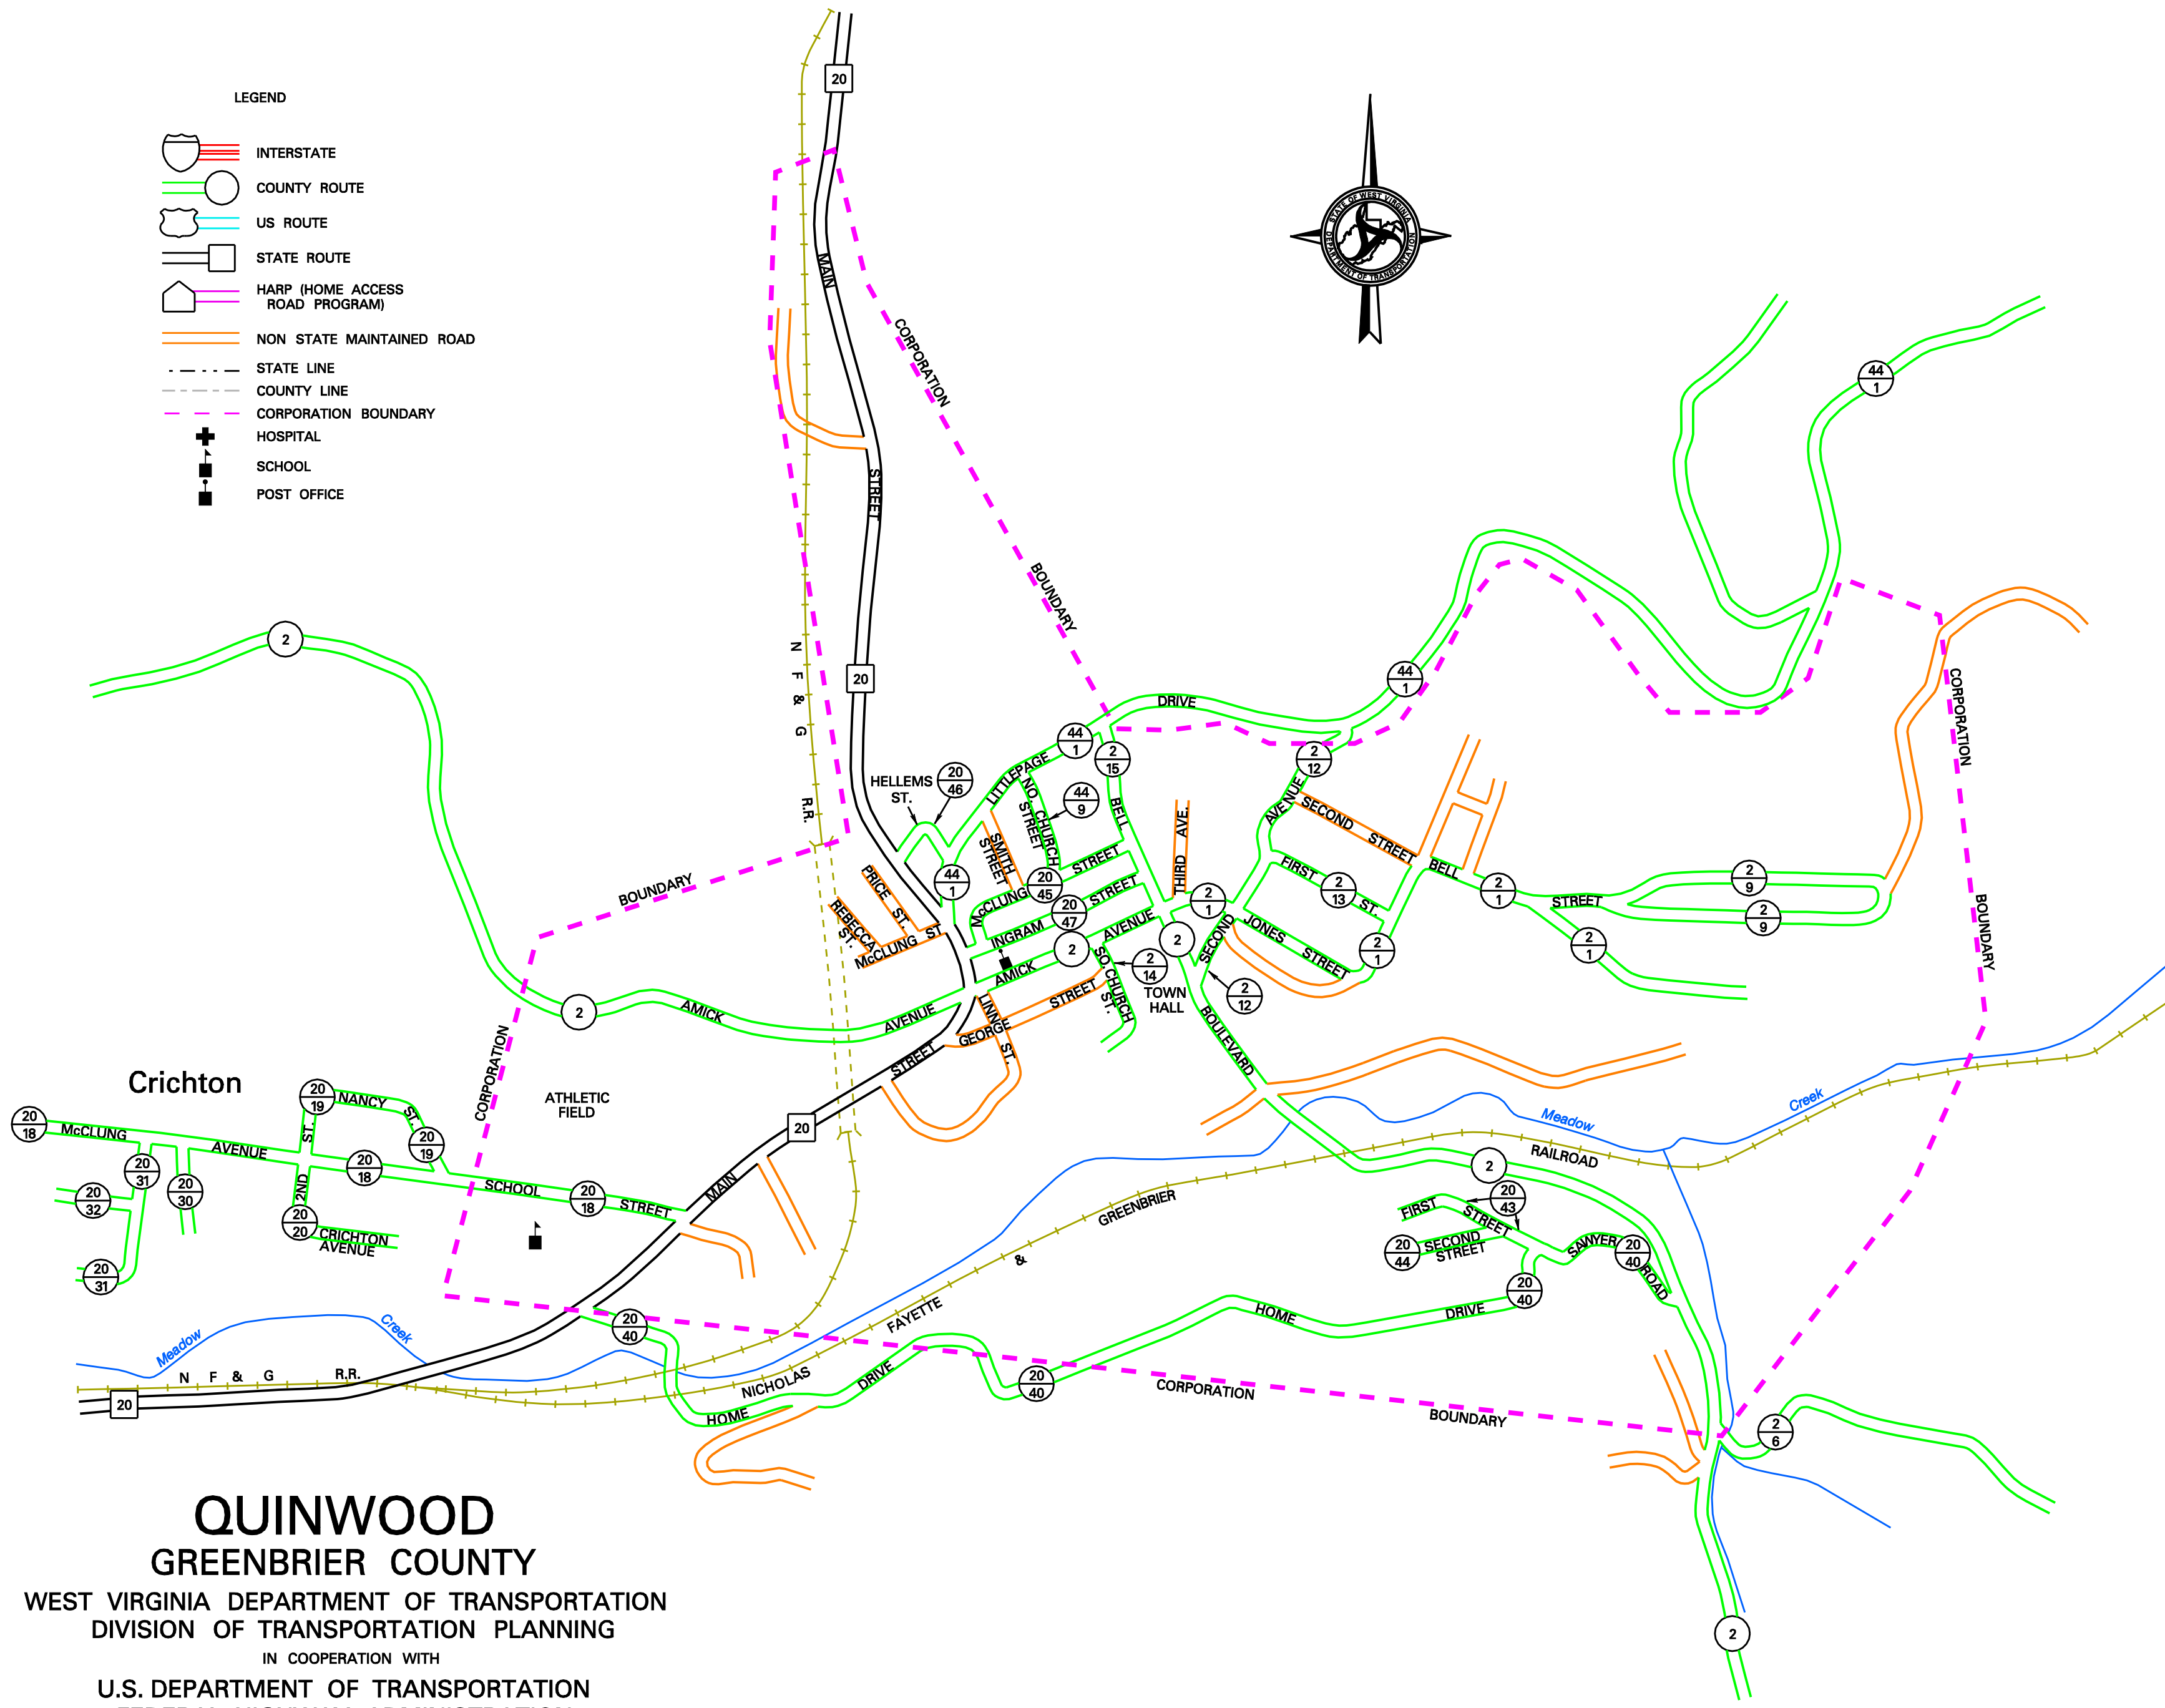 LEGEND
INTERSTATE
COUNTY ROUTE
US ROUTE
STATE ROUTE
HARP (HOME ACCESS
ROAD PROGRAM)
NON STATE MAINTAINED ROAD
STATE LINE
COUNTY LINE
CORPORATION BOUNDARY
HOSPITAL
SCHOOL
POST OFFICE
STATE OF WEST VIRGINIA
DEPARTMENT OF TRANSPORTATION
20
MAIN
STREET
CORPORATION
BOUNDARY
N F & G R.R.
20
44
1
2
DRIVE
44
1
CORPORATION
BOUNDARY
44
1
2
15
2
12
HELLEMS
ST.
20
46
LITTLEPAGE
NO. CHURCH
STREET
44
9
BELL
THIRD AVE.
AVENUE
SECOND STREET
SMITH
STREET
STREET
BOUNDARY
PRICE ST.
REBECCA
ST.
McCLUNG ST.
44
1
McCLUNG
20
45
20
47
STREET
INGRAM
AMICK
2
AVENUE
2
1
2
FIRST
2
13
ST.
BELL
2
1
STREET
2
9
2
9
2
1
JONES
STREET
2
1
SECOND
2
12
SO. CHURCH
ST.
2
14
TOWN
HALL
BOULEVARD
LINN
ST.
GEORGE
STREET
2
AMICK
AVENUE
STREET
CORPORATION
ATHLETIC
FIELD
Crichton
20
18
McCLUNG
AVENUE
20
19
NANCY
ST.
20
19
ST.
2ND
20
18
SCHOOL
20
18
STREET
20
31
20
30
20
32
20
31
20
20
CRICHTON
AVENUE
20
MAIN
Meadow
Creek
RAILROAD
GREENBRIER
&
FAYETTE
NICHOLAS
2
FIRST
STREET
20
43
20
44
SECOND
STREET
SAWYER
20
40
ROAD
20
40
HOME
DRIVE
20
40
Meadow
Creek
N F & G R.R.
20
HOME
DRIVE
20
40
CORPORATION
BOUNDARY
2
6
2
QUINWOOD
GREENBRIER COUNTY
WEST VIRGINIA DEPARTMENT OF TRANSPORTATION
DIVISION OF TRANSPORTATION PLANNING
IN COOPERATION WITH
U.S. DEPARTMENT OF TRANSPORTATION
FEDERAL HIGHWAY ADMINISTRATION